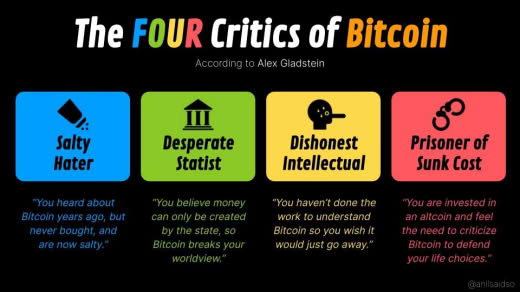 The FOUR Critics of Bitcoin
According to Alex Gladstein
Salty
Hater
Desperate
Statist
Dishonest
Intellectual
Prisoner of
Sunk Cost
"You heard about
Bitcoin years ago, but
never bought, and
are now salty."
"You believe money
can only be created
by the state, so
Bitcoin breaks your
worldview."
"You haven't done the
work to understand
Bitcoin so you wish it
would just go away."
"You are invested in
an altcoin and feel
the need to criticize
Bitcoin to defend
your life choices."
@anilsaidso